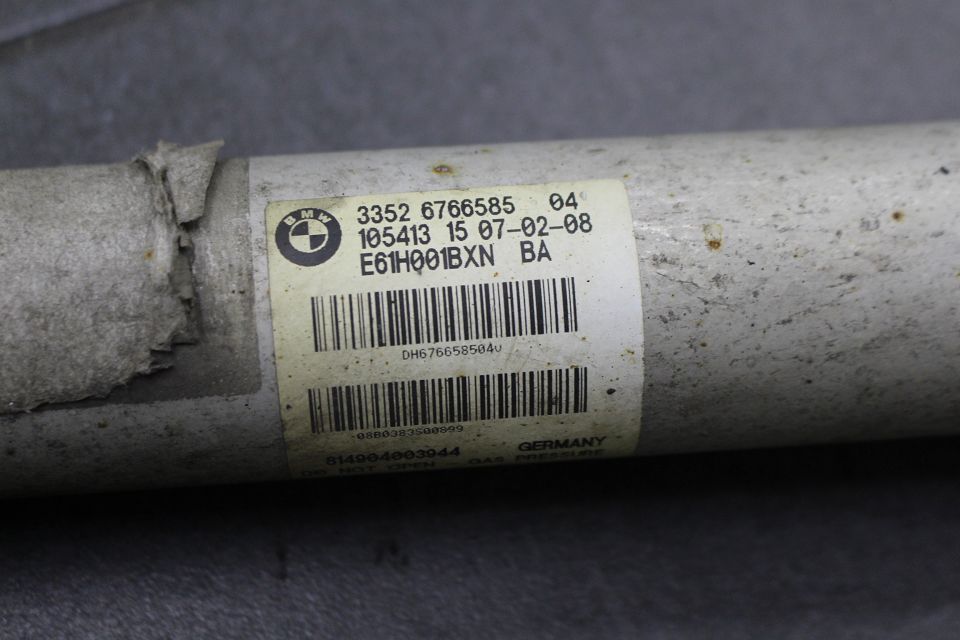 BMW
3352 6766585 04
105413 15 07-02-08
E61H001BXN BA
DH676658504U
08B0383S00899
814904003944 GERMANY
DO NOT OPEN - GAS PRESSURE